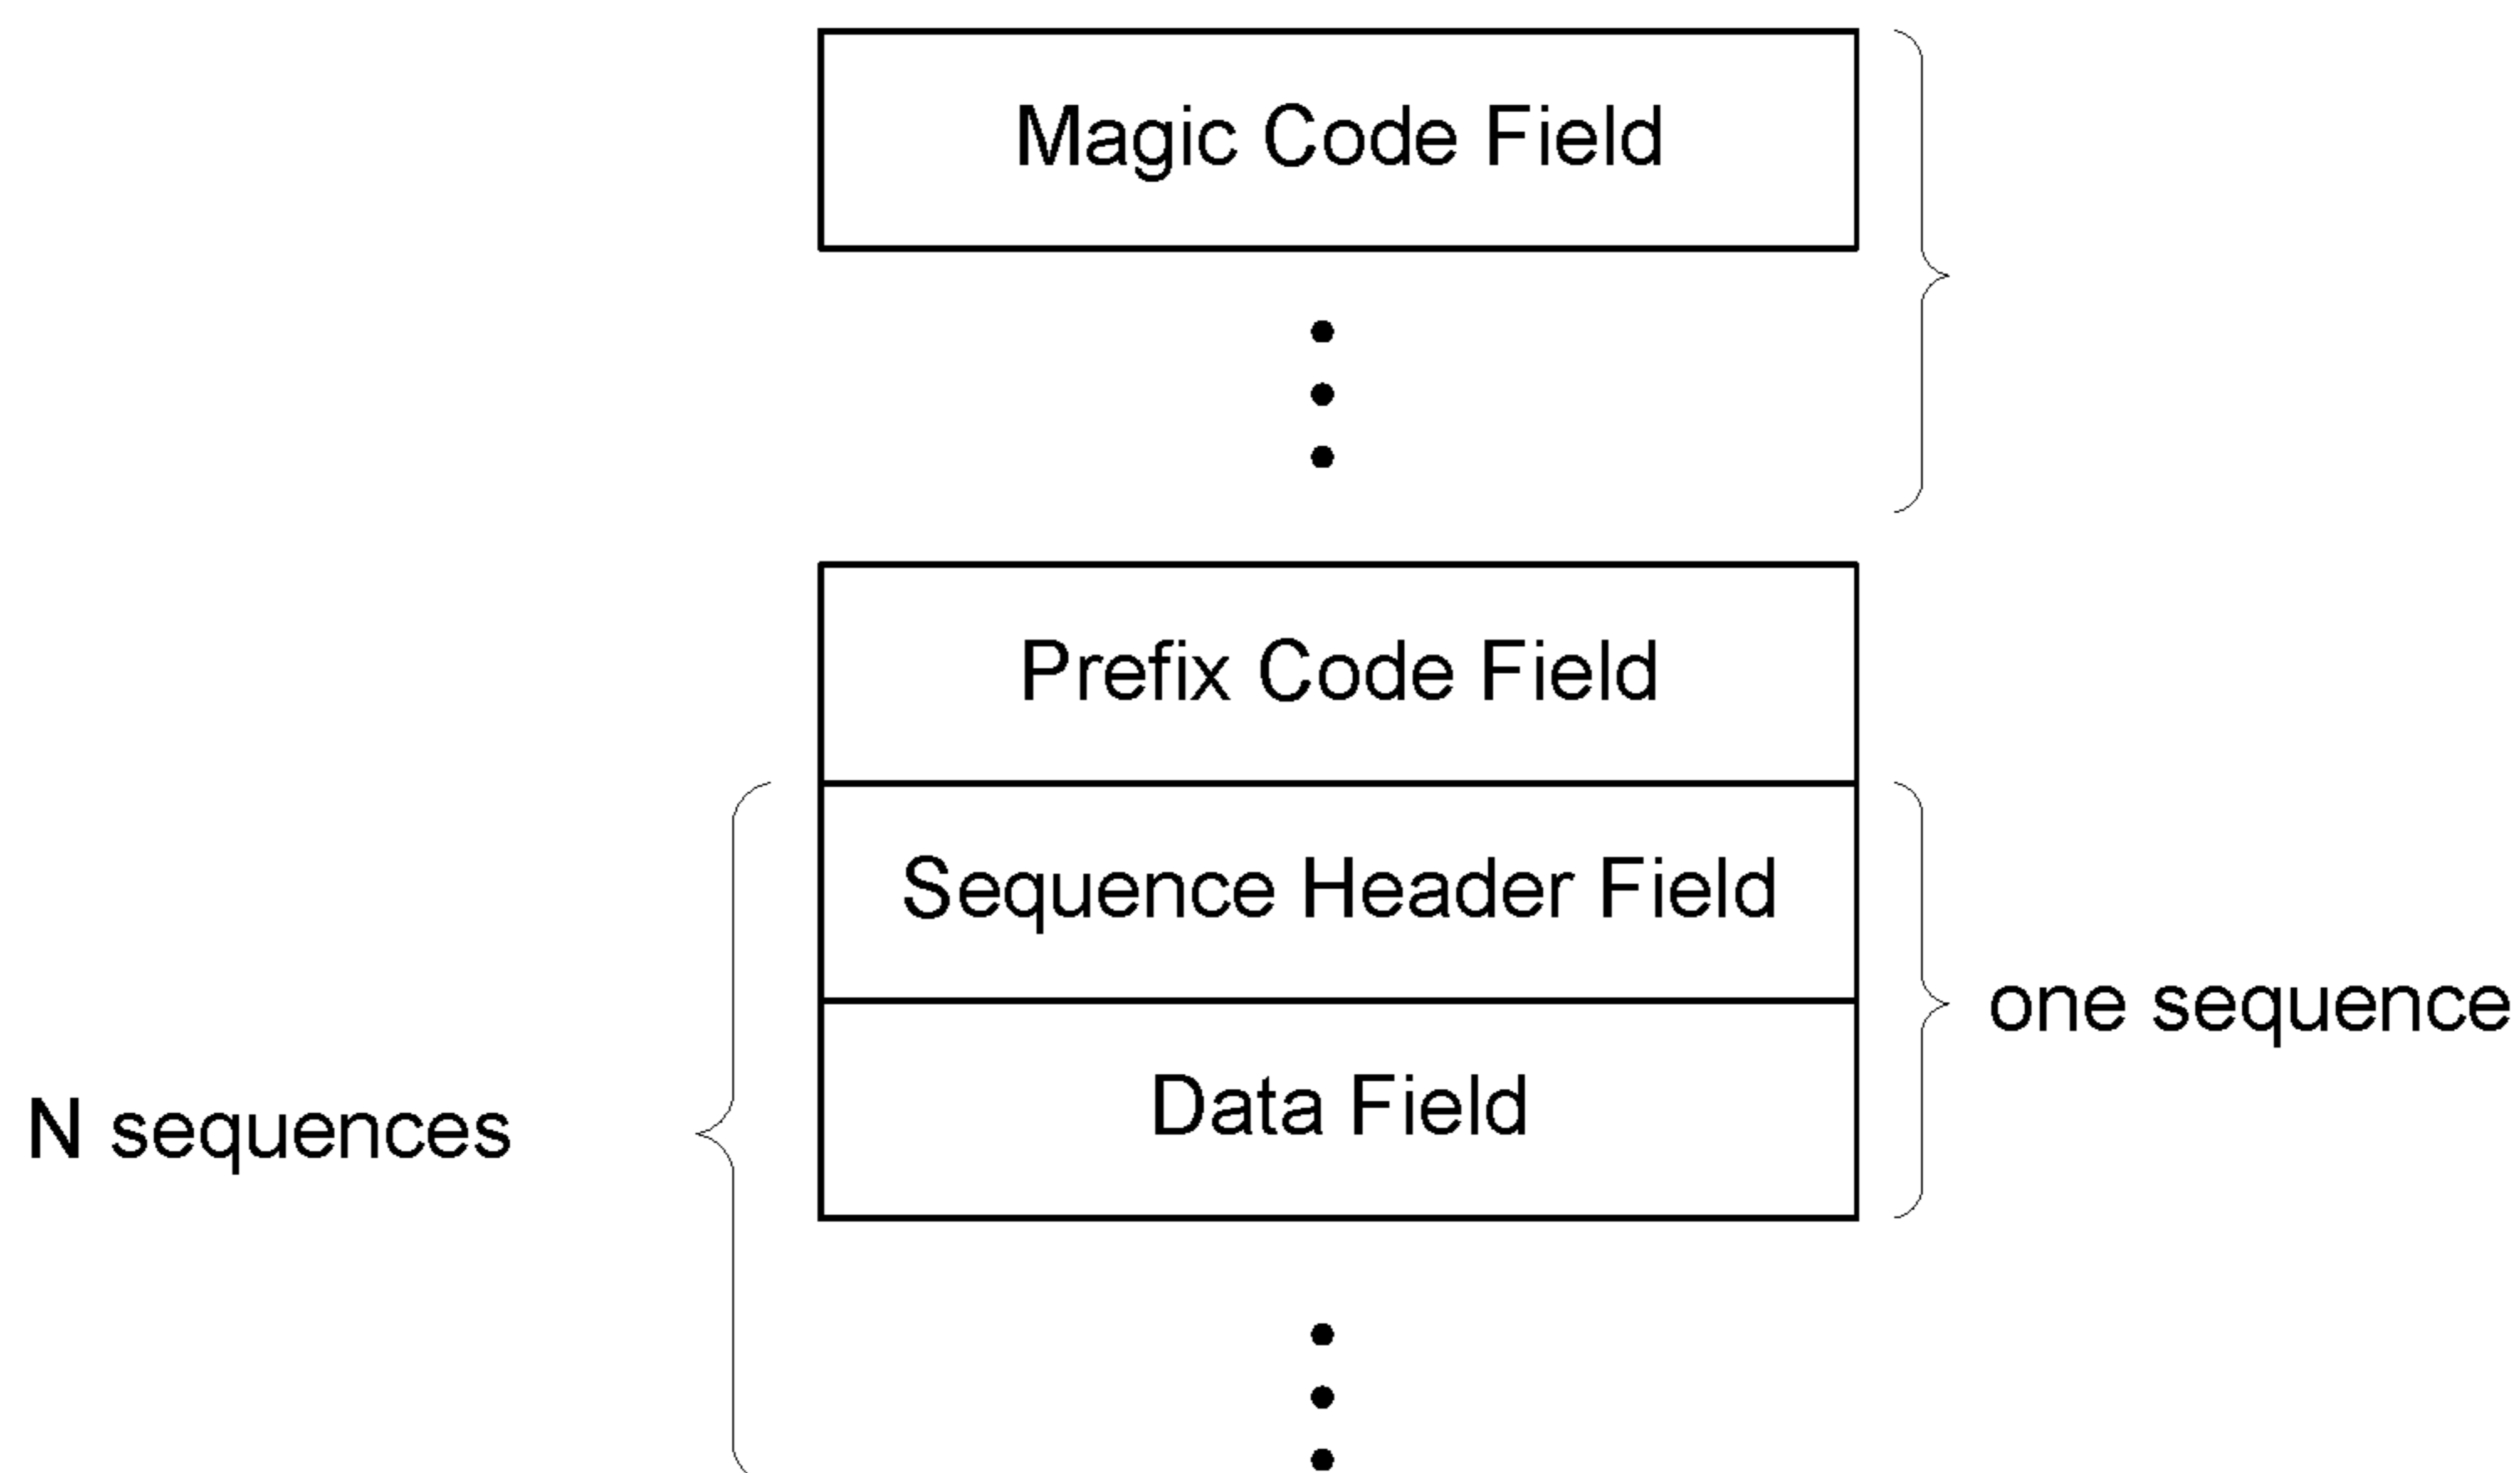 Magic Code Field
Prefix Code Field
Sequence Header Field
one sequence
Data Field
N sequences